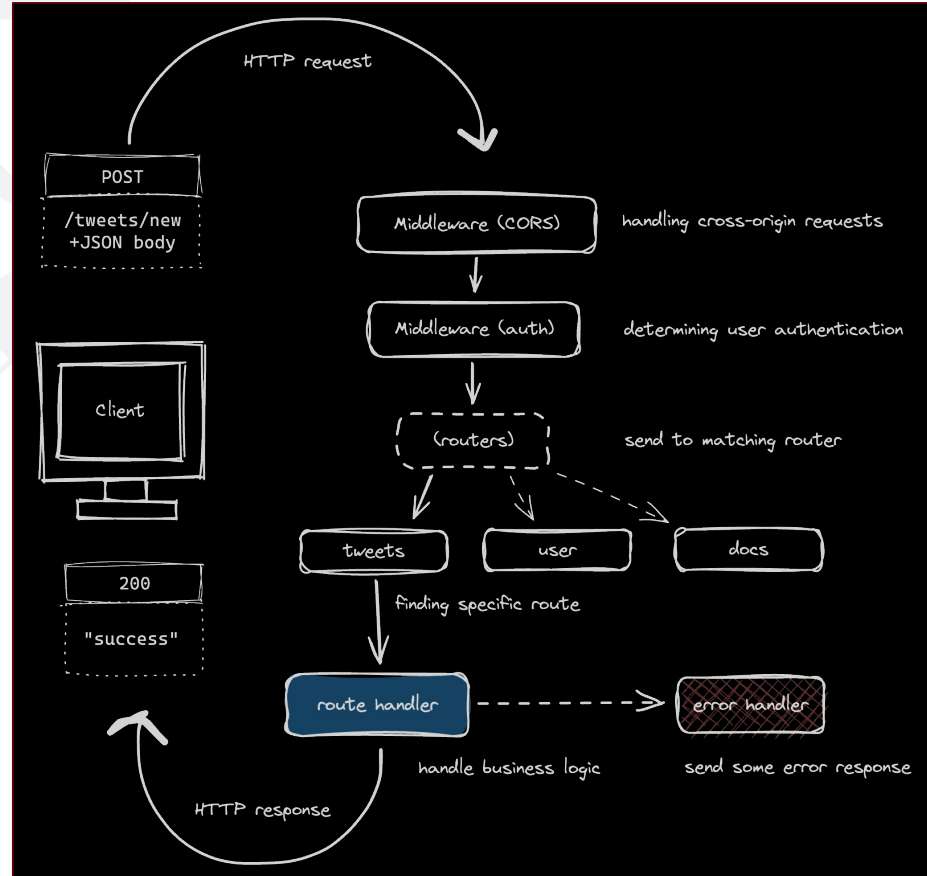 HTTP request
POST
/tweets/new
+JSON body
Middleware (CORS)
handling cross-origin requests
Middleware (auth)
determining user authentication
Client
(routers)
send to matching router
tweets
user
docs
200
finding specific route
"success"
route handler
error handler
handle business logic
send some error response
HTTP response